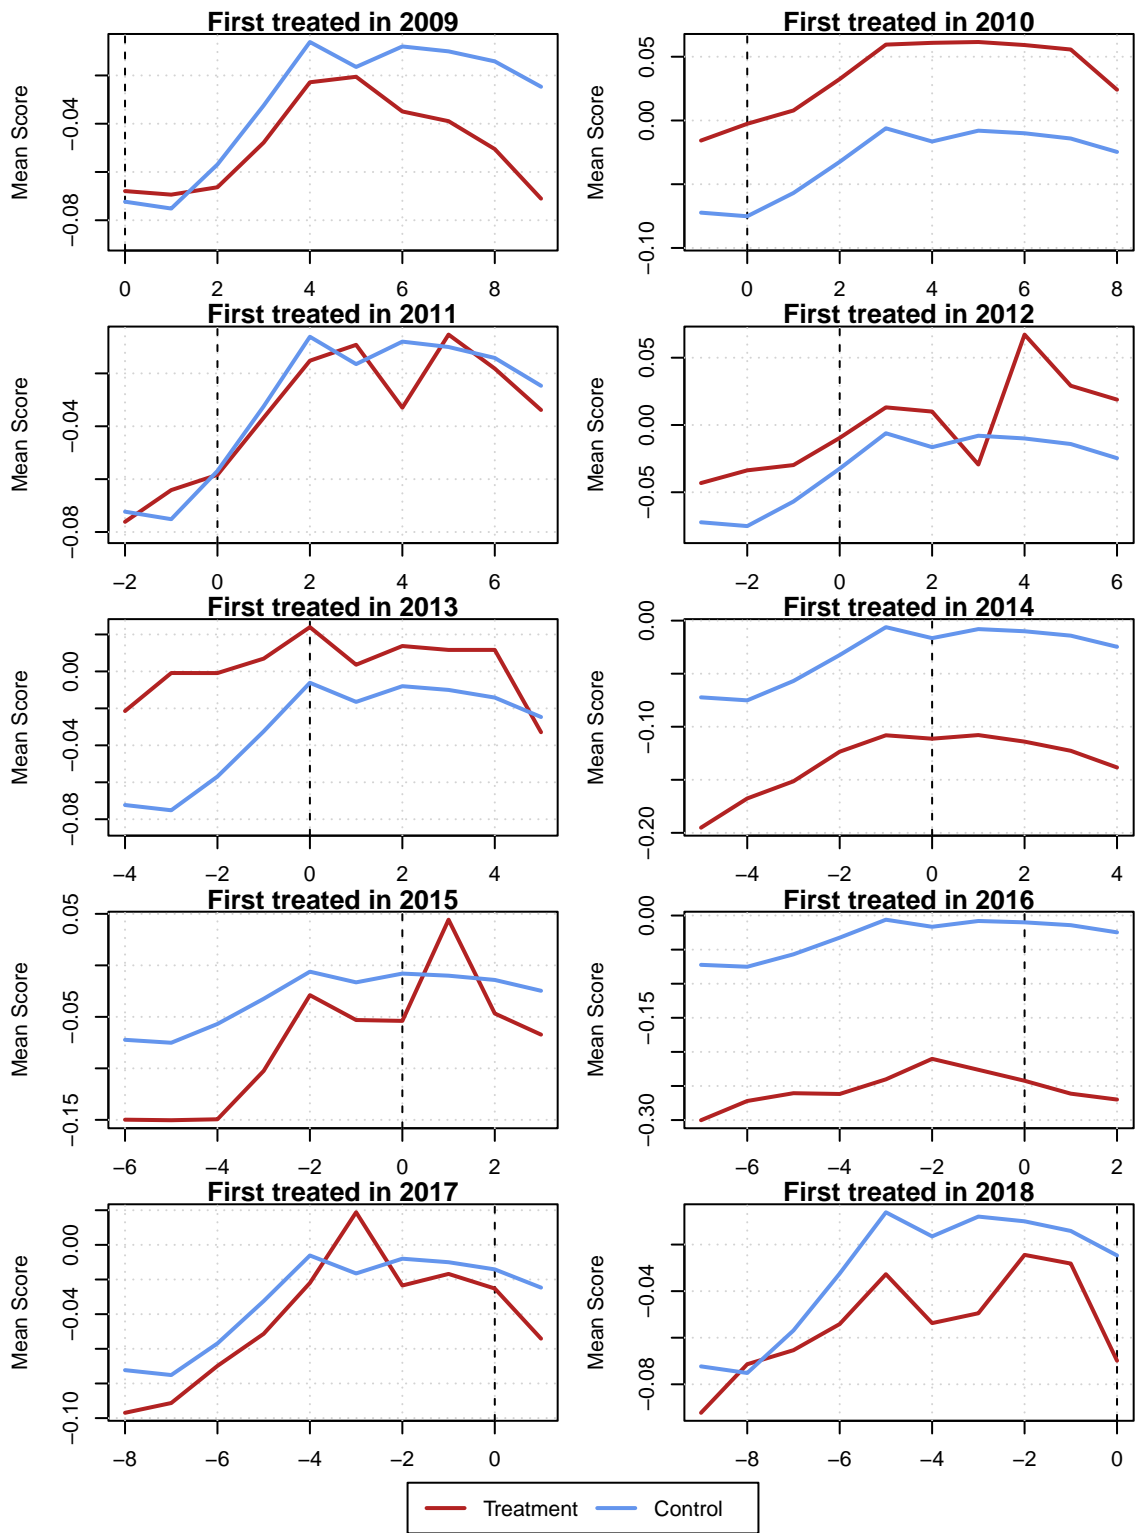 First treated in 2009
Mean Score
−0.04
−0.08
0 2 4 6 8
First treated in 2010
Mean Score
0.05
0.00
−0.10
0 2 4 6 8
First treated in 2011
Mean Score
−0.04
−0.08
−2 0 2 4 6
First treated in 2012
Mean Score
0.05
0.00
−0.05
−2 0 2 4 6
First treated in 2013
Mean Score
0.00
−0.04
−0.08
−4 −2 0 2 4
First treated in 2014
Mean Score
0.00
−0.10
−0.20
−4 −2 0 2 4
First treated in 2015
Mean Score
0.05
−0.05
−0.15
−6 −4 −2 0 2
First treated in 2016
Mean Score
0.00
−0.15
−0.30
−6 −4 −2 0 2
First treated in 2017
Mean Score
0.00
−0.04
−0.10
−8 −6 −4 −2 0
First treated in 2018
Mean Score
−0.04
−0.08
−8 −6 −4 −2 0
Treatment Control